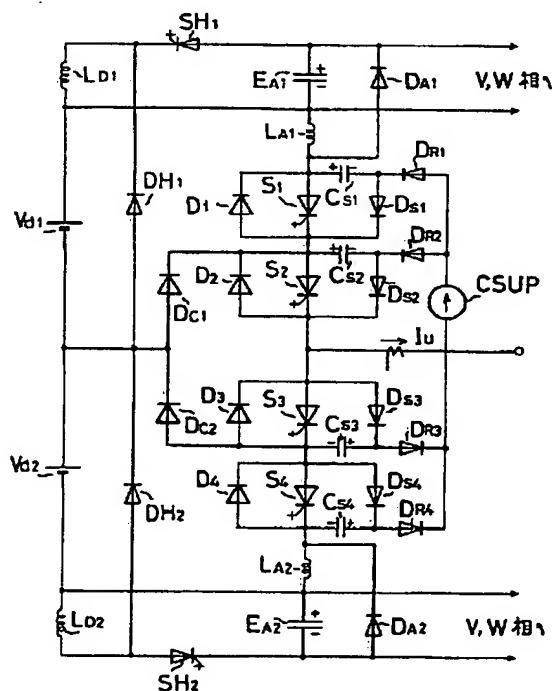 SH1
LD1
EA1
DA1
V,W相へ
LA1
DR1
DH1
D1
S1
CS1
DS1
Vd1
DR2
S2
D2
CS2
DS2
CSUP
DC1
Iu
D3
S3
DS3
DC2
CS3
DR3
Vd2
D4
S4
DS4
DH2
CS4
DR4
LA2
LD2
EA2
DA2
V,W相へ
SH2